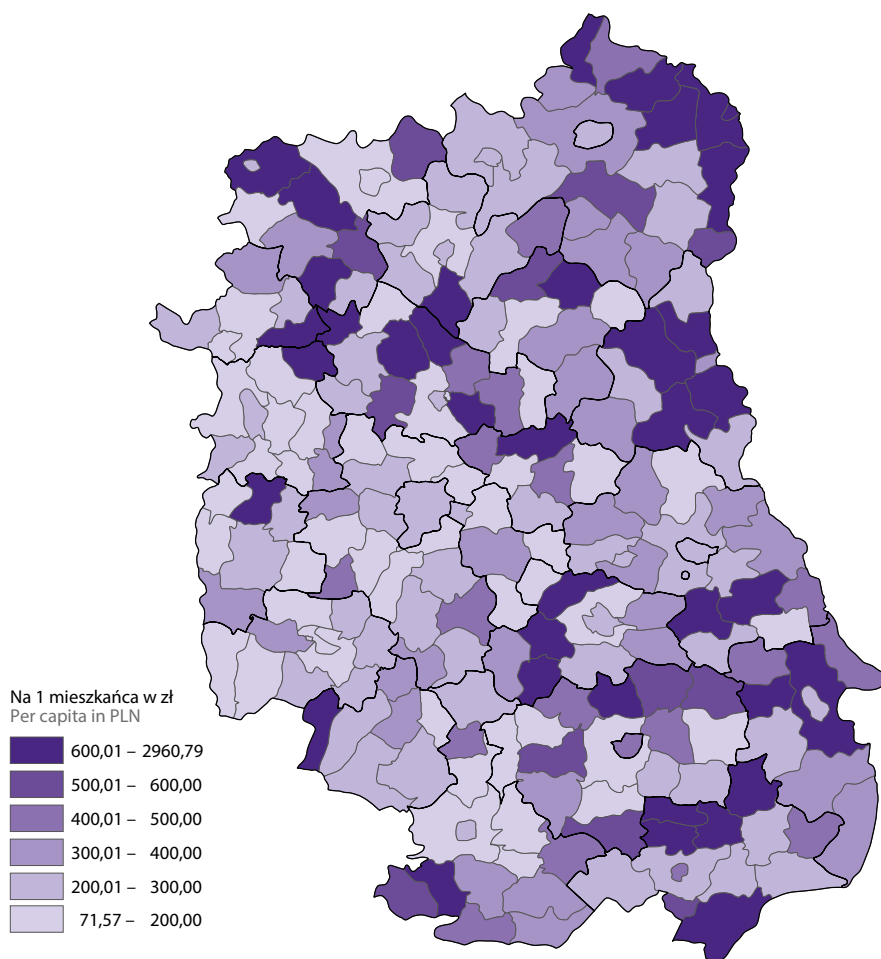 Na 1 mieszkańca w zł
Per capita in PLN
600,01 – 2960,79
500,01 – 600,00
400,01 – 500,00
300,01 – 400,00
200,01 – 300,00
71,57 – 200,00